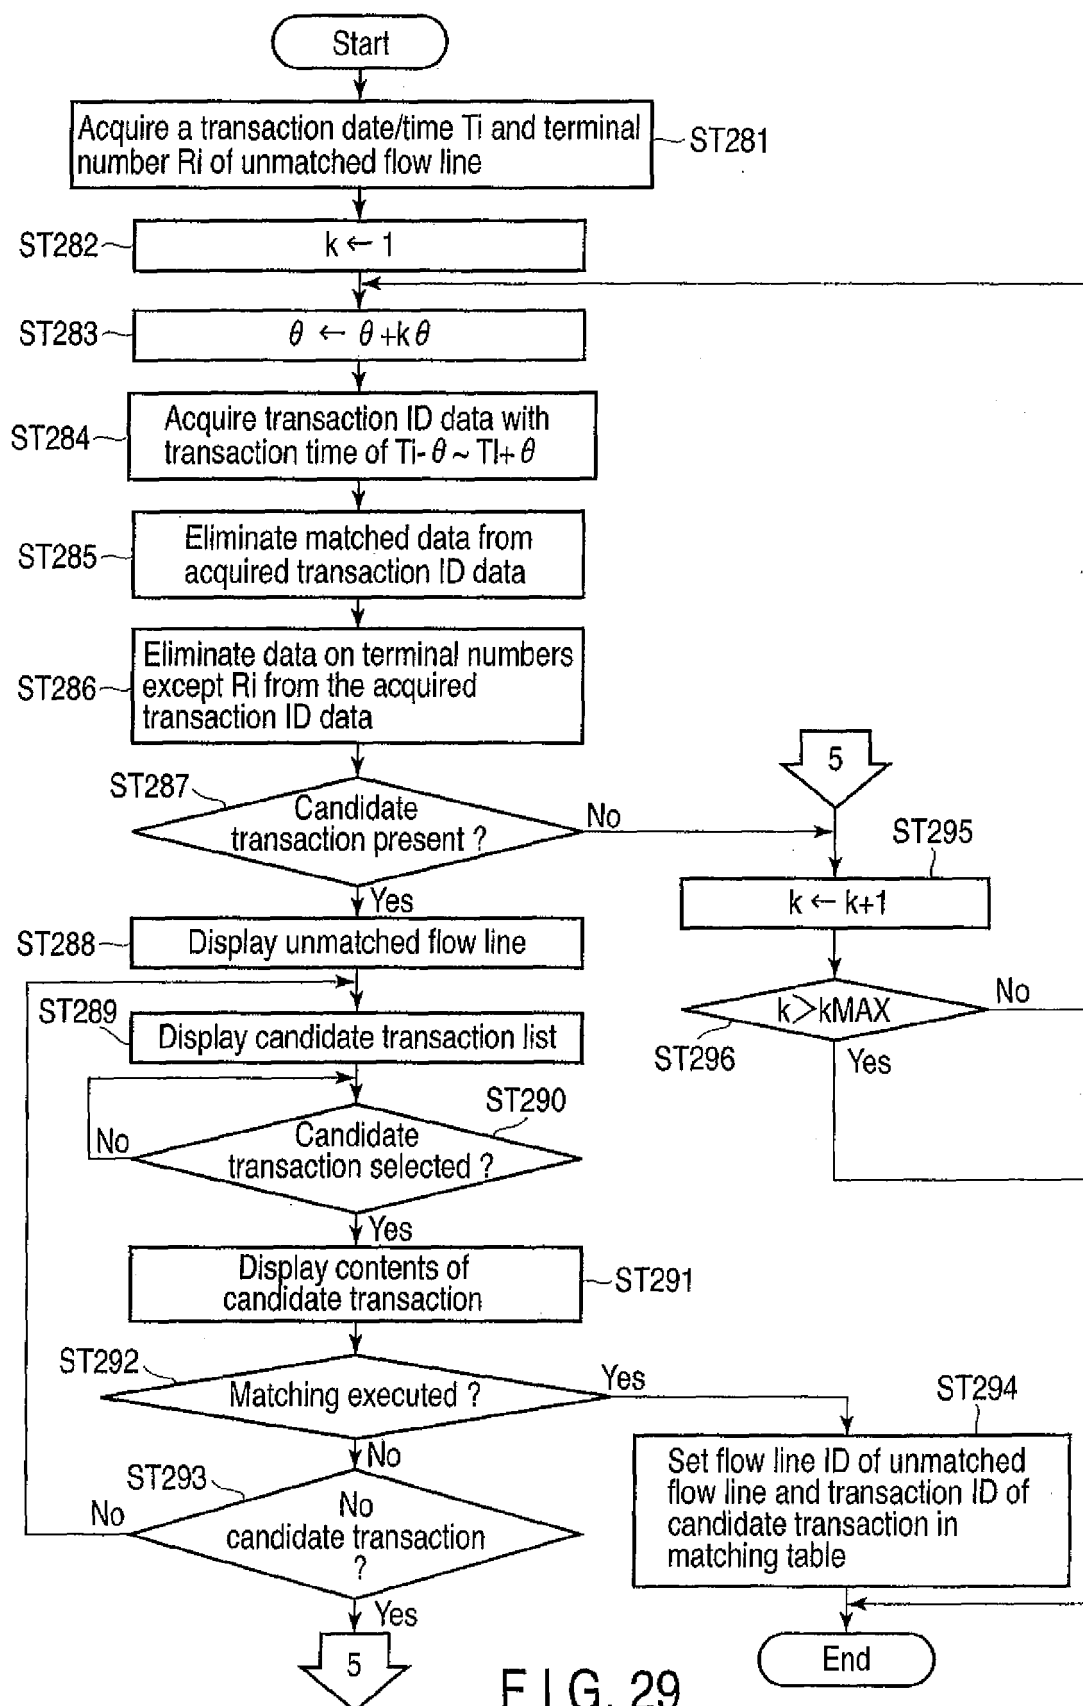 Start
Acquire a transaction date/time Ti and terminal
number Ri of unmatched flow line
ST281
ST282
k ← 1
ST283
θ ← θ+kθ
ST284
Acquire transaction ID data with
transaction time of Ti-θ ~ TI+θ
ST285
Eliminate matched data from
acquired transaction ID data
ST286
Eliminate data on terminal numbers
except Ri from the acquired
transaction ID data
ST287
Candidate
transaction present ?
No
Yes
5
ST295
k ← k+1
k>kMAX
No
ST296
Yes
ST288
Display unmatched flow line
ST289
Display candidate transaction list
ST290
Candidate
transaction selected ?
No
Yes
Display contents of
candidate transaction
ST291
ST292
Matching executed ?
Yes
No
ST294
Set flow line ID of unmatched
flow line and transaction ID of
candidate transaction in
matching table
ST293
No
candidate transaction
?
No
Yes
5
End
FIG. 29